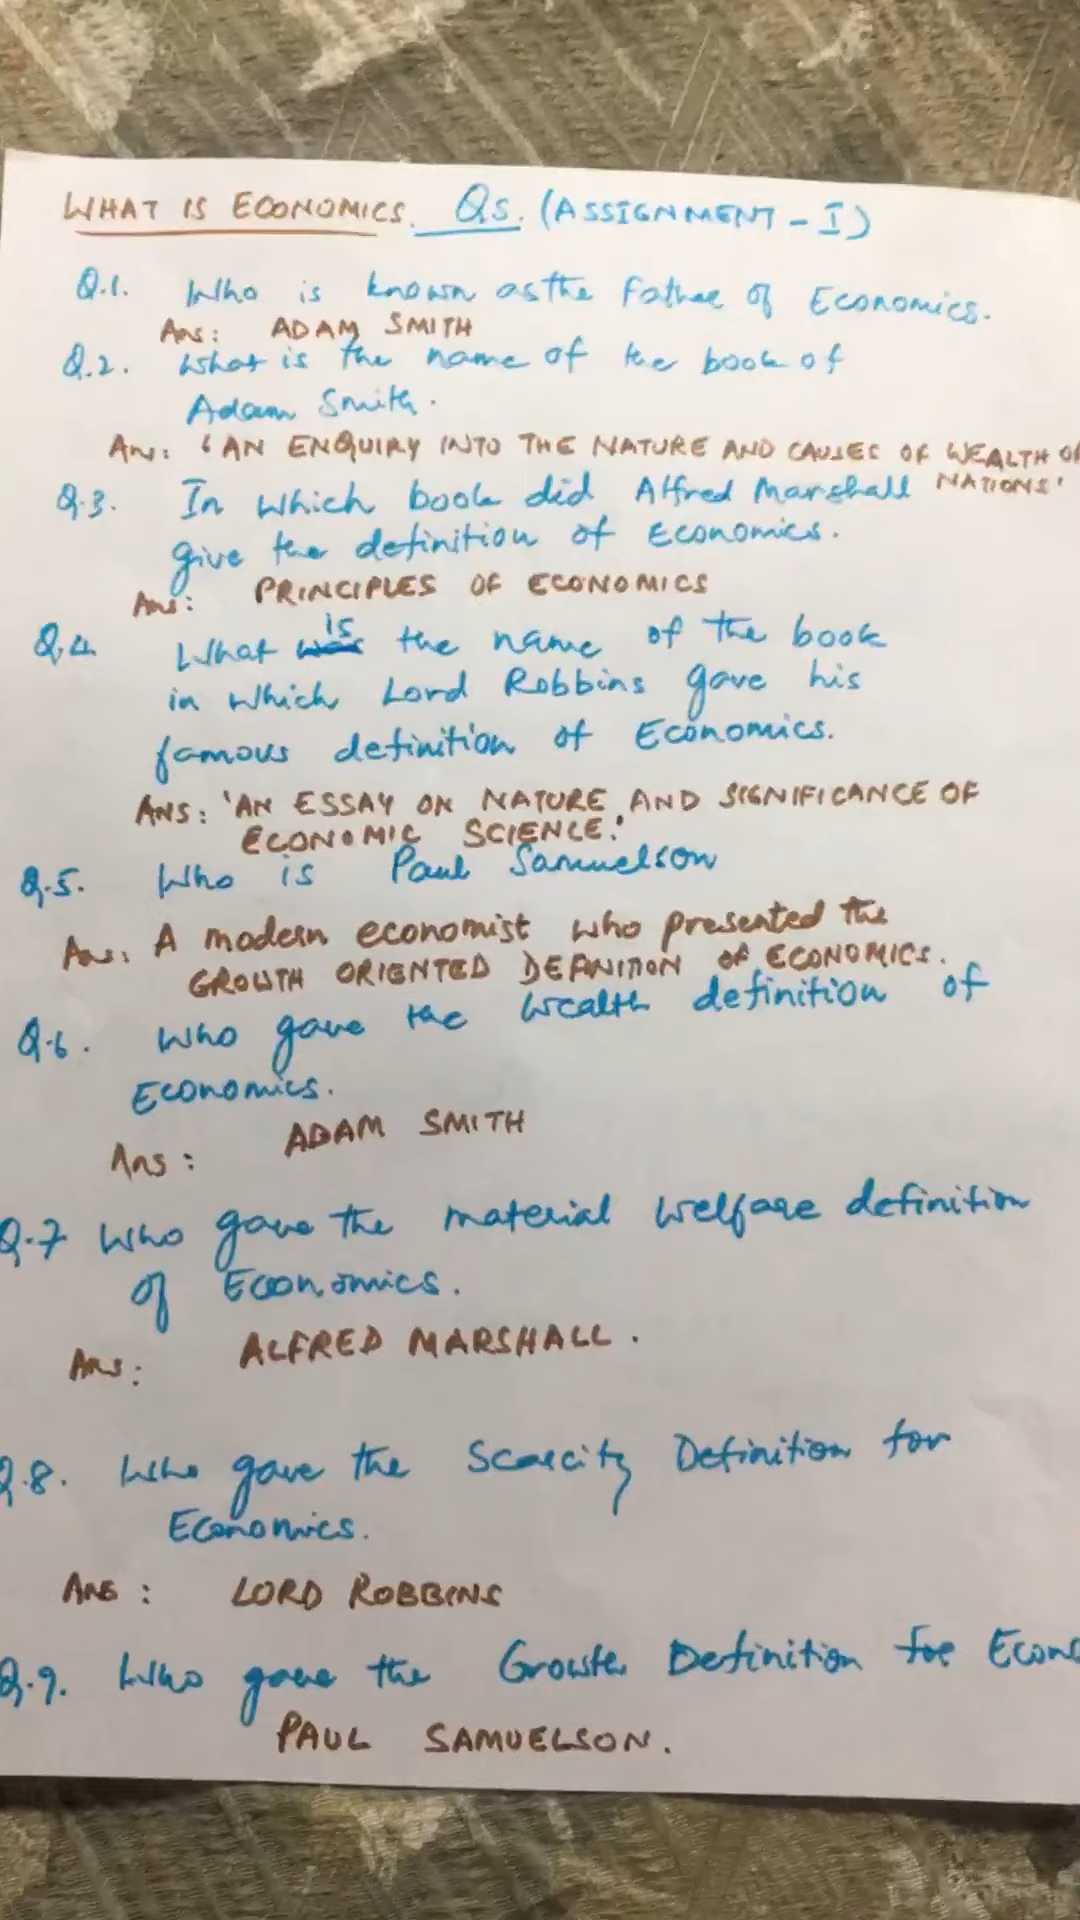 WHAT IS ECONOMICS. Qs. (ASSIGNMENT - I)
Q.1. Who is known as the Father of Economics.
Ans: ADAM SMITH
Q.2. What is the name of the book of
Adam Smith.
Ans: 'AN ENQUIRY INTO THE NATURE AND CAUSES OF WEALTH OF
NATIONS'
Q.3. In which book did Alfred Marshall
give the definition of Economics.
Ans: PRINCIPLES OF ECONOMICS
Q.4. What is the name of the book
in which Lord Robbins gave his
famous definition of Economics.
ANS: 'AN ESSAY ON NATURE AND SIGNIFICANCE OF
ECONOMIC SCIENCE.'
Q.5. Who is Paul Samuelson
Ans: A modern economist who presented the
GROWTH ORIENTED DEFINITION OF ECONOMICS.
Q.6. Who gave the wealth definition of
Economics.
Ans: ADAM SMITH
Q.7 Who gave the material welfare definition
of Economics.
Ans: ALFRED MARSHALL.
Q.8. Who gave the Scarcity Definition for
Economics.
Ans: LORD ROBBINS
Q.9. Who gave the Growth Definition for Econo
PAUL SAMUELSON.